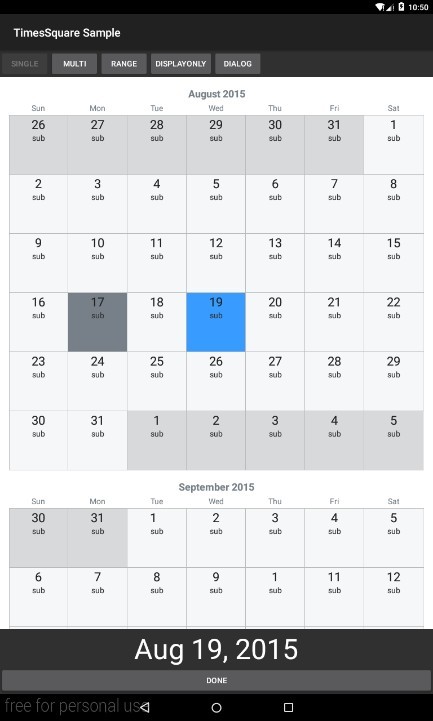 10:50
TimesSquare Sample
SINGLE MULTI RANGE DISPLAYONLY DIALOG
August 2015
Sun Mon Tue Wed Thu Fri Sat
26 27 28 29 30 31 1
sub sub sub sub sub sub sub
2 3 4 5 6 7 8
sub sub sub sub sub sub sub
9 10 11 12 13 14 15
sub sub sub sub sub sub sub
16 17 18 19 20 21 22
sub sub sub sub sub sub sub
23 24 25 26 27 28 29
sub sub sub sub sub sub sub
30 31 1 2 3 4 5
sub sub sub sub sub sub sub
September 2015
Sun Mon Tue Wed Thu Fri Sat
30 31 1 2 3 4 5
sub sub sub sub sub sub sub
6 7 8 9 1 11 12
sub sub sub sub sub sub sub
Aug 19, 2015
DONE
free for personal us